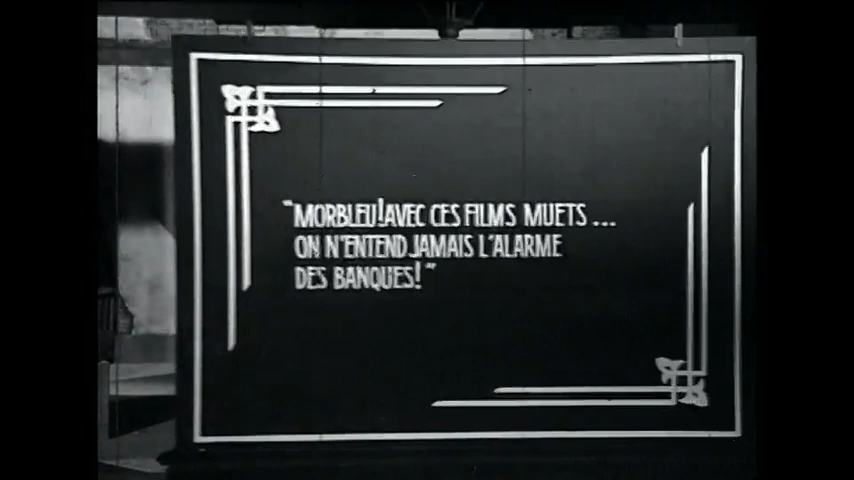 "MORBLEU! AVEC CES FILMS MUETS ...
ON N'ENTEND JAMAIS L'ALARME
DES BANQUES!"